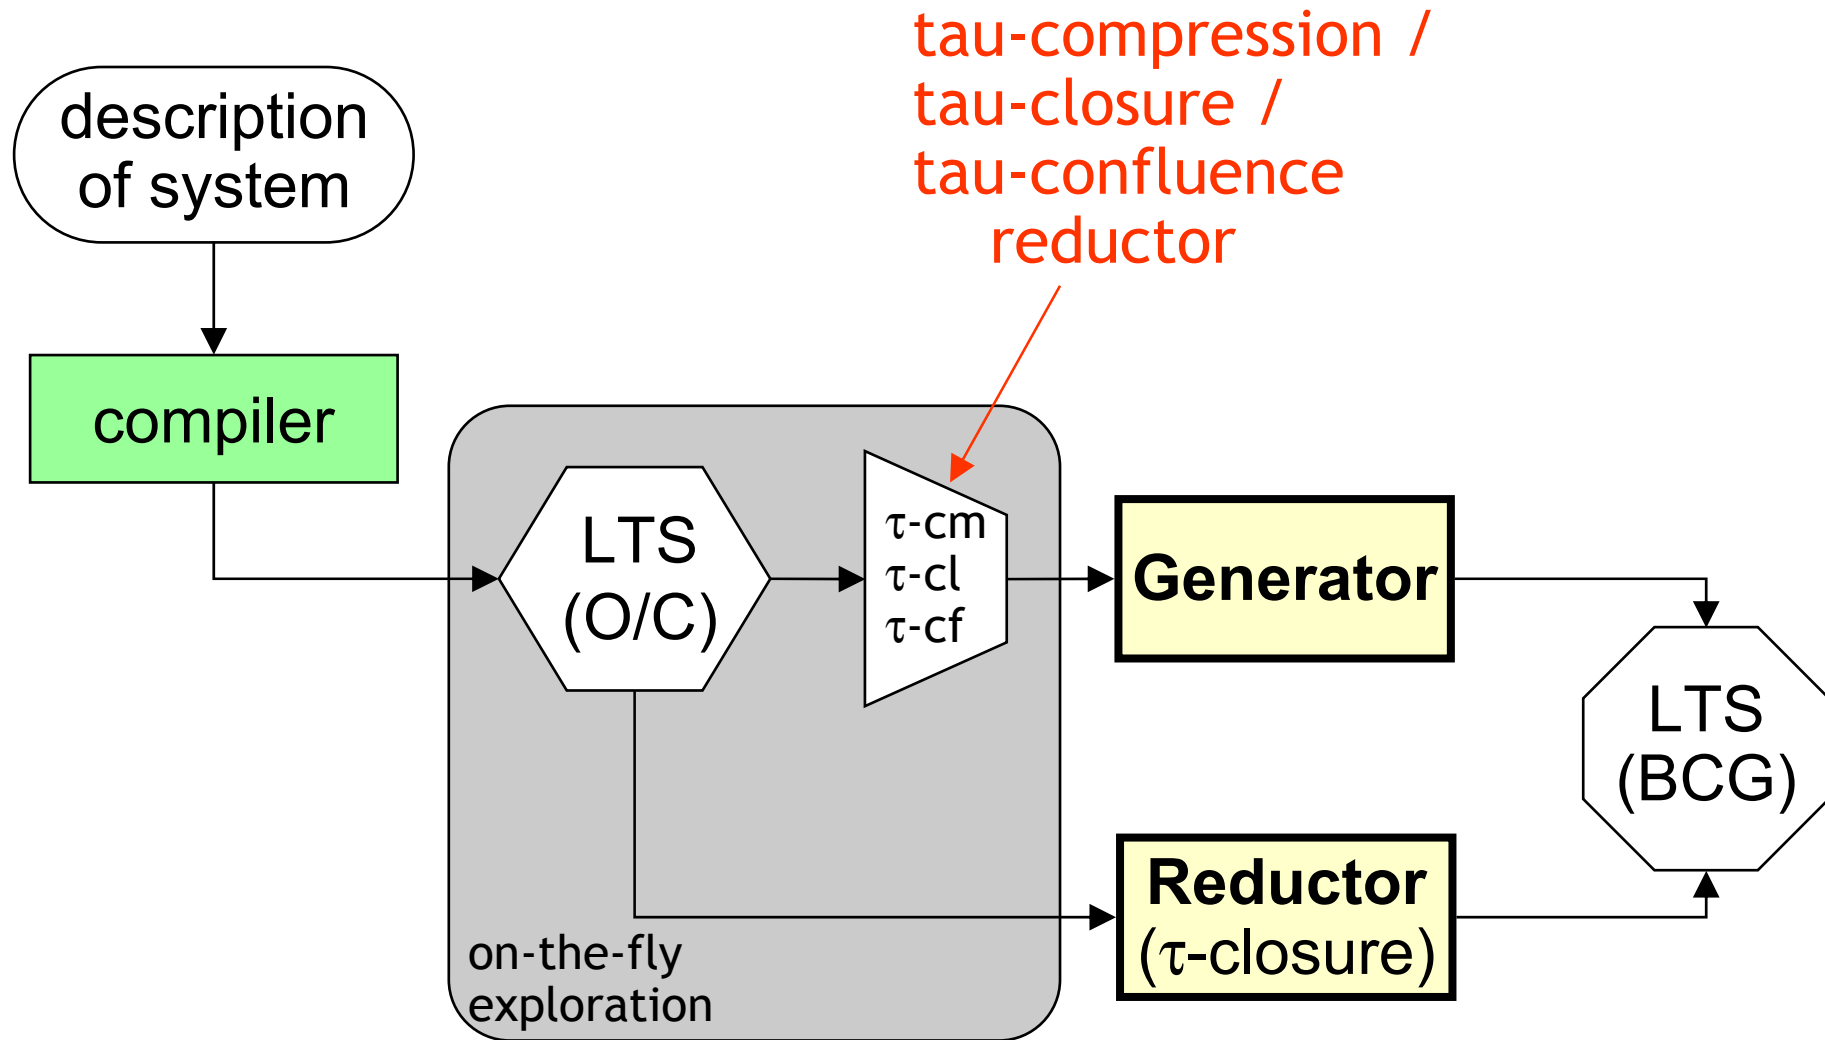 tau-compression /
tau-closure /
tau-confluence
reductor
description
of system
compiler
LTS
(O/C)
τ-cm
τ-cl
τ-cf
Generator
LTS
(BCG)
Reductor
(τ-closure)
on-the-fly
exploration